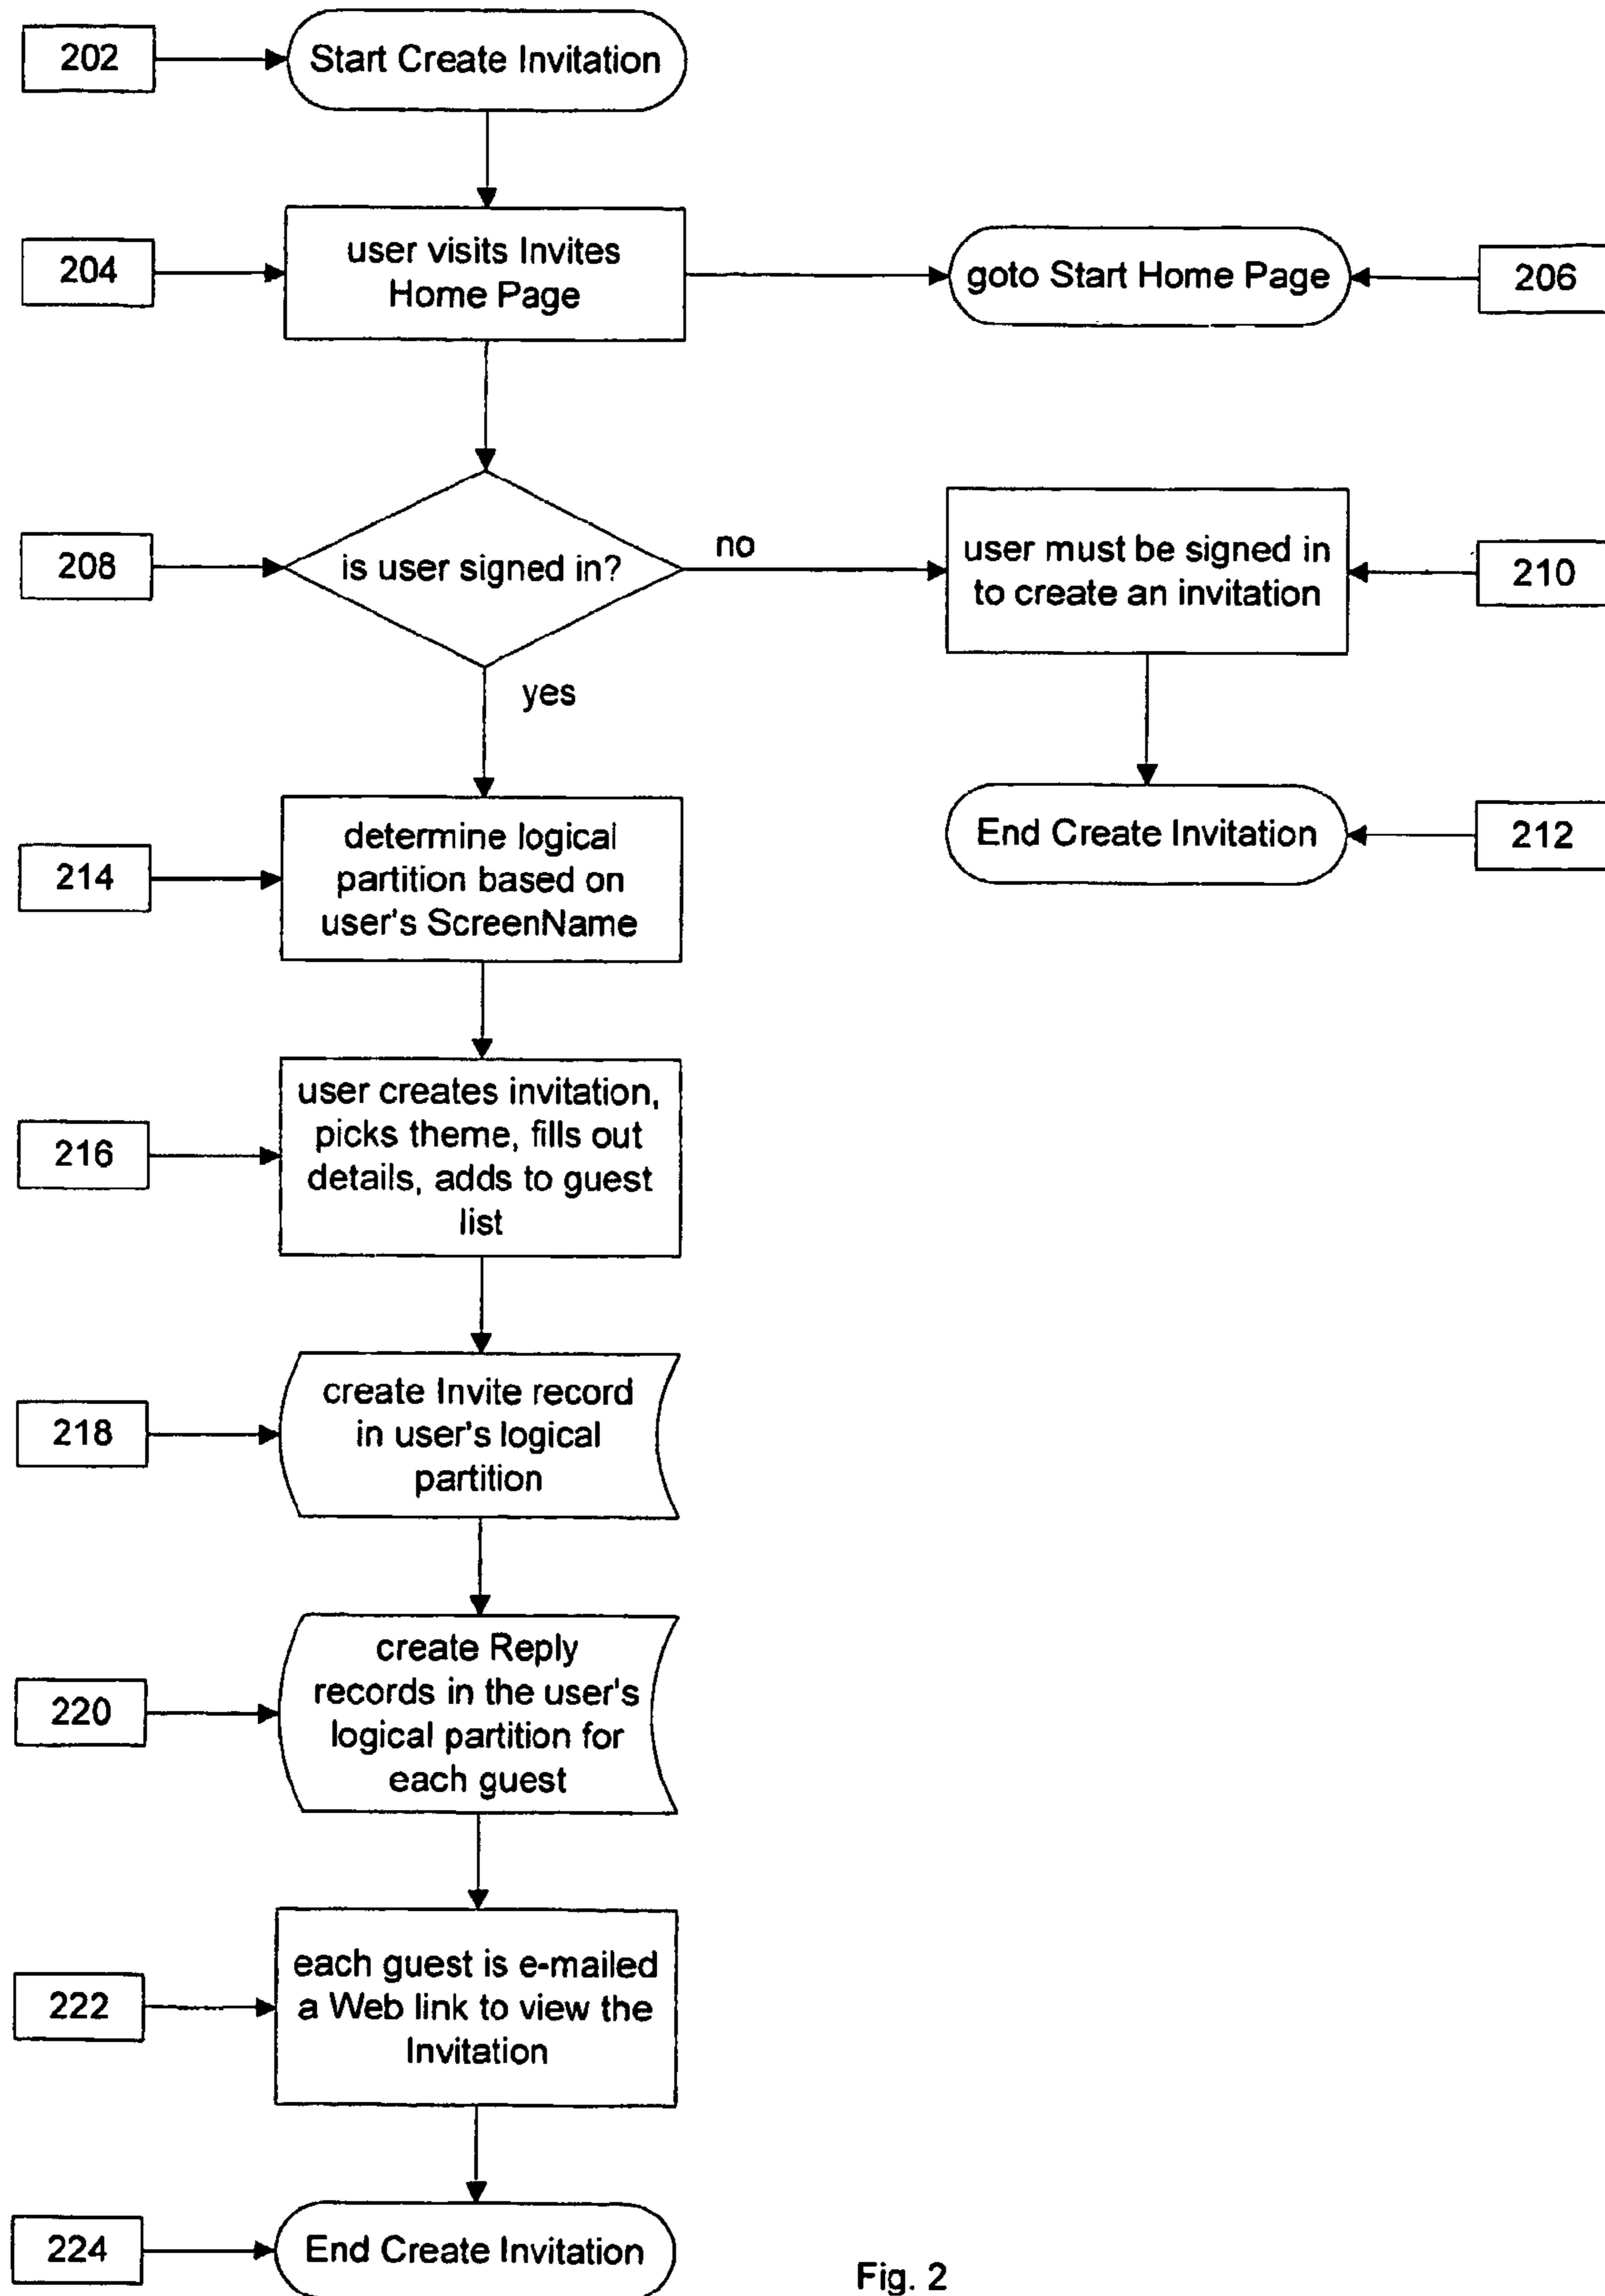 202
Start Create Invitation
204
user visits Invites
Home Page
goto Start Home Page
206
208
is user signed in?
no
user must be signed in
to create an invitation
210
yes
End Create Invitation
212
214
determine logical
partition based on
user's ScreenName
216
user creates invitation,
picks theme, fills out
details, adds to guest
list
218
create Invite record
in user's logical
partition
220
create Reply
records in the user's
logical partition for
each guest
222
each guest is e-mailed
a Web link to view the
Invitation
224
End Create Invitation
Fig. 2